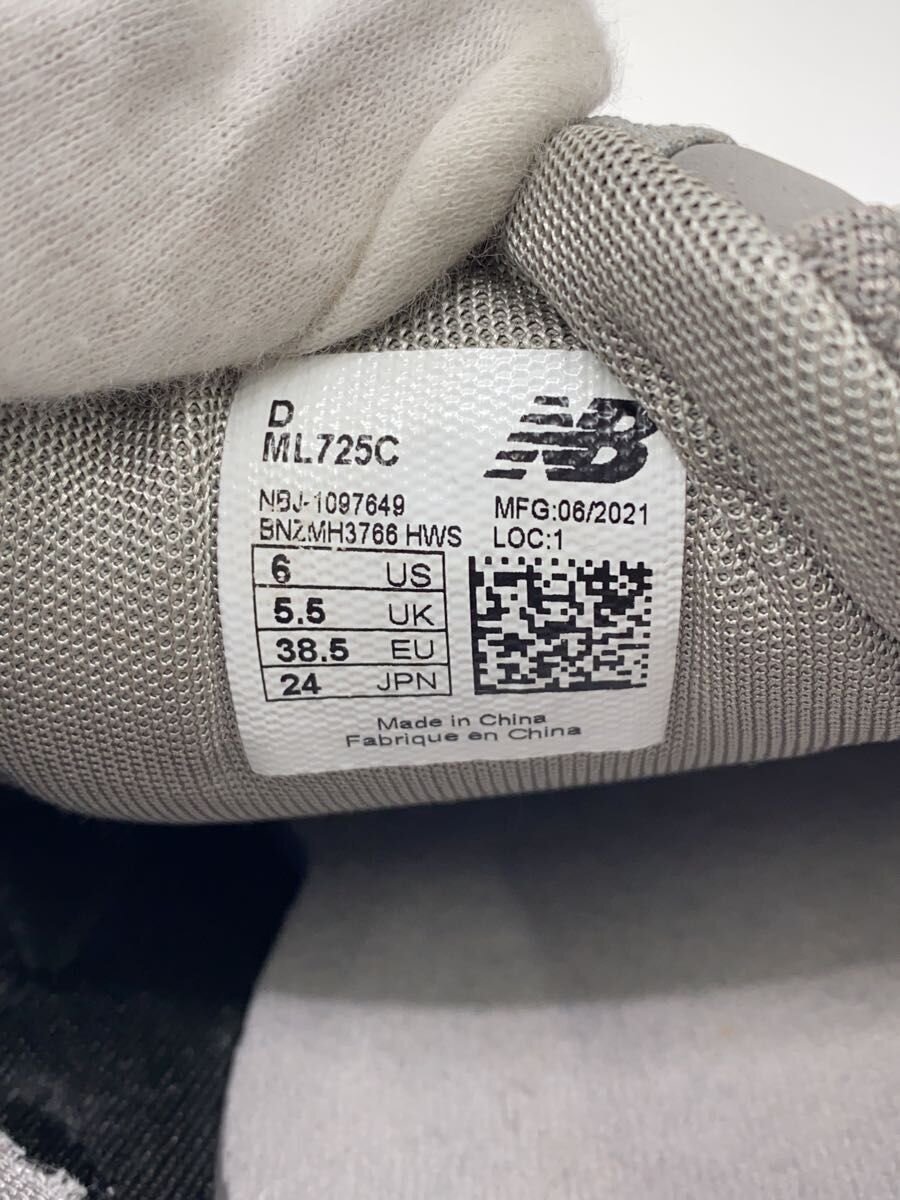 D
ML725C
NB
NBJ-1097649
BNZMH3766 HWS
MFG:06/2021
LOC:1
6 US
5.5 UK
38.5 EU
24 JPN
Made in China
Fabrique en China